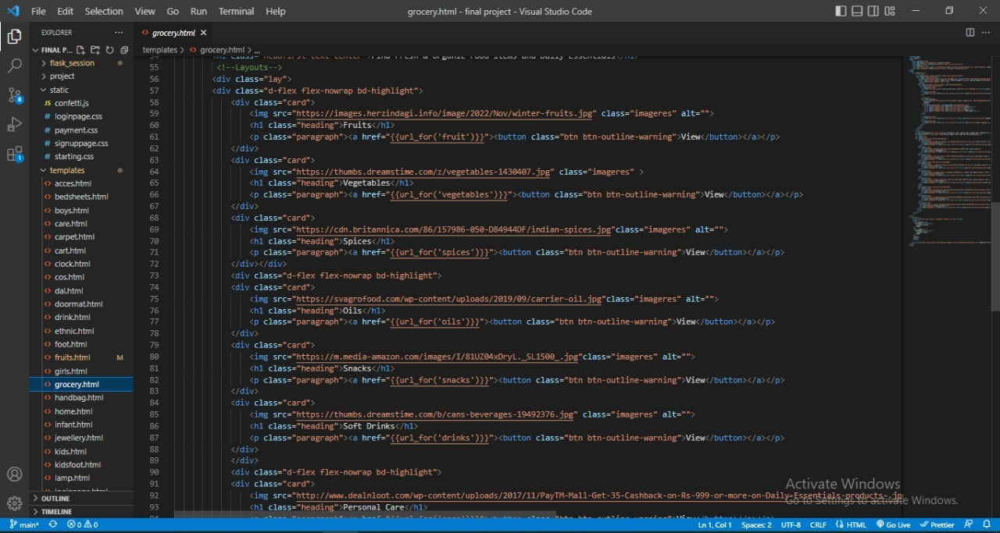 File Edit Selection View Go Run Terminal Help
grocery.html - final project - Visual Studio Code
EXPLORER
FINAL P...
flask_session
project
static
JS confetti.js
# loginpage.css
# payment.css
# signuppage.css
# starting.css
templates
<> acces.html
<> bedsheets.html
<> boys.html
<> care.html
<> carpet.html
<> cart.html
<> clock.html
<> cos.html
<> dal.html
<> doormat.html
<> drink.html
<> ethnic.html
<> foot.html
<> fruits.html M
<> girls.html
<> grocery.html
<> handbag.html
<> home.html
<> infant.html
<> jewellery.html
<> kids.html
<> kidsfoot.html
<> lamp.html
OUTLINE
TIMELINE
8
1
<> grocery.html
templates > <> grocery.html > ...
55 <!--Layouts-->
56 <div class="lay">
57 <div class="d-flex flex-nowrap bd-highlight">
58 <div class="card">
59 <img src="https://images.herzindagi.info/image/2022/Nov/winter-fruits.jpg" class="imageres" alt="">
60 <h1 class="heading">Fruits</h1>
61 <p class="paragraph"><a href="{{url_for('fruit')}}"><button class="btn btn-outline-warning">View</button></a></p>
62 </div>
63 <div class="card">
64 <img src="https://thumbs.dreamstime.com/z/vegetables-1430407.jpg" class="imageres" >
65 <h1 class="heading">Vegetables</h1>
66 <p class="paragraph"><a href="{{url_for('vegetables')}}"><button class="btn btn-outline-warning">View</button></a></p>
67 </div>
68 <div class="card">
69 <img src="https://cdn.britannica.com/86/157986-050-D84944DF/indian-spices.jpg"class="imageres" alt="">
70 <h1 class="heading">Spices</h1>
71 <p class="paragraph"><a href="{{url_for('spices')}}"><button class="btn btn-outline-warning">View</button></a></p>
72 </div></div>
73 <div class="d-flex flex-nowrap bd-highlight">
74 <div class="card">
75 <img src="https://svagrofood.com/wp-content/uploads/2019/09/carrier-oil.jpg"class="imageres" alt="">
76 <h1 class="heading">Oils</h1>
77 <p class="paragraph"><a href="{{url_for('oils')}}"><button class="btn btn-outline-warning">View</button></a></p>
78 </div>
79 <div class="card">
80 <img src="https://m.media-amazon.com/images/I/81UZ04xDryL._SL1500_.jpg"class="imageres" alt="">
81 <h1 class="heading">Snacks</h1>
82 <p class="paragraph"><a href="{{url_for('snacks')}}"><button class="btn btn-outline-warning">View</button></a></p>
83 </div>
84 <div class="card">
85 <img src="https://thumbs.dreamstime.com/b/cans-beverages-19492376.jpg" class="imageres" alt="">
86 <h1 class="heading">Soft Drinks</h1>
87 <p class="paragraph"><a href="{{url_for('drinks')}}"><button class="btn btn-outline-warning">View</button></a></p>
88 </div>
89 </div>
90 <div class="d-flex flex-nowrap bd-highlight">
91 <div class="card">
92 <img src="http://www.dealnloot.com/wp-content/uploads/2017/11/PayTM-Mall-Get-35-Cashback-on-Rs-999-or-more-on-Daily-Essentials-products-.jp
93 <h1 class="heading">Personal Care</h1>
Activate Windows
Go to Settings to activate Windows.
main* 0 0 Ln 1, Col 1 Spaces: 2 UTF-8 CRLF HTML Go Live Prettier